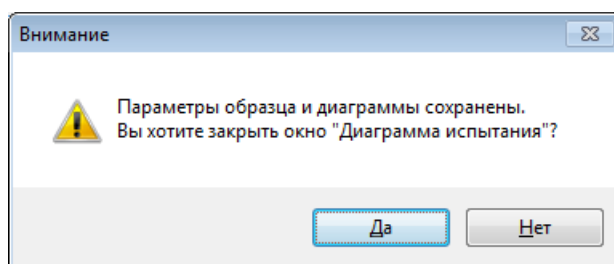 Внимание
Параметры образца и диаграммы сохранены.
Вы хотите закрыть окно "Диаграмма испытания"?
Да
Нет